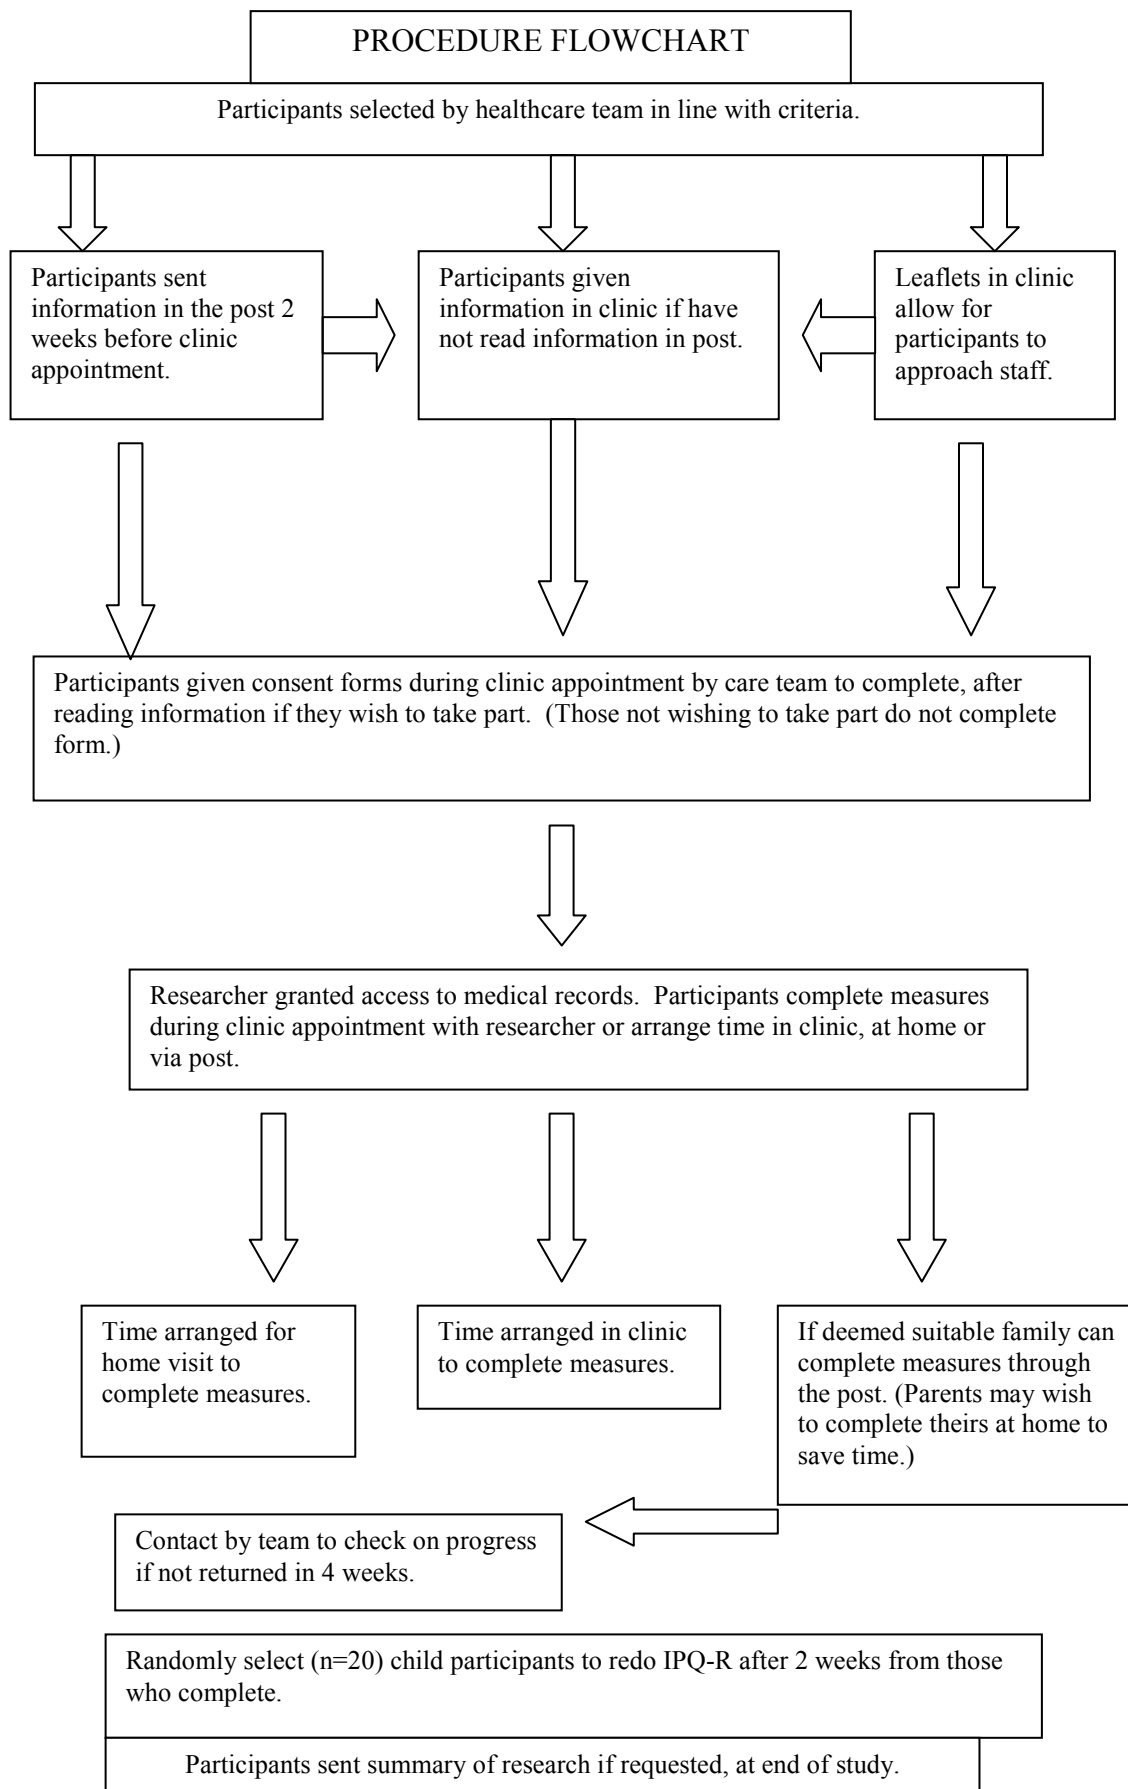 PROCEDURE FLOWCHART
Participants selected by healthcare team in line with criteria.
Participants sent
information in the post 2
weeks before clinic
appointment.
Participants given
information in clinic if have
not read information in post.
Leaflets in clinic
allow for
participants to
approach staff.
Participants given consent forms during clinic appointment by care team to complete, after
reading information if they wish to take part.  (Those not wishing to take part do not complete
form.)
Researcher granted access to medical records.  Participants complete measures
during clinic appointment with researcher or arrange time in clinic, at home or
via post.
Time arranged for
home visit to
complete measures.
Time arranged in clinic
to complete measures.
If deemed suitable family can
complete measures through
the post. (Parents may wish
to complete theirs at home to
save time.)
Contact by team to check on progress
if not returned in 4 weeks.
Randomly select (n=20) child participants to redo IPQ-R after 2 weeks from those
who complete.
Participants sent summary of research if requested, at end of study.